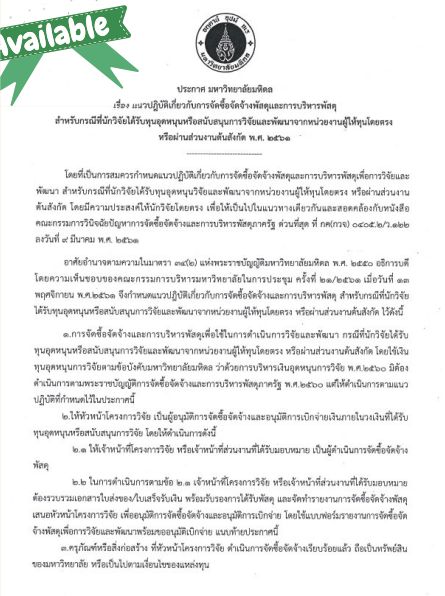 Available
อตฺตานํ อุปมํ กเร
มหาวิทยาลัยมหิดล
ประกาศ มหาวิทยาลัยมหิดล
เรื่อง แนวปฏิบัติเกี่ยวกับการจัดซื้อจัดจ้างพัสดุและการบริหารพัสดุ
สำหรับกรณีที่นักวิจัยได้รับทุนอุดหนุนหรือสนับสนุนการวิจัยและพัฒนาจากหน่วยงานผู้ให้ทุนโดยตรง
หรือผ่านส่วนงานต้นสังกัด พ.ศ. ๒๕๖๑
โดยที่เป็นการสมควรกำหนดแนวปฏิบัติเกี่ยวกับการจัดซื้อจัดจ้างพัสดุและการบริหารพัสดุเพื่อการวิจัยและ
พัฒนา สำหรับกรณีที่นักวิจัยได้รับทุนอุดหนุนวิจัยและพัฒนาจากหน่วยงานผู้ให้ทุนโดยตรง หรือผ่านส่วนงาน
ต้นสังกัด โดยมีความประสงค์ให้นักวิจัยโดยตรง เพื่อให้เป็นไปในแนวทางเดียวกันและสอดคล้องกับหนังสือ
คณะกรรมการวินิจฉัยปัญหาการจัดซื้อจัดจ้างและการบริหารพัสดุภาครัฐ ด่วนที่สุด ที่ กค(กวจ) ๐๔๐๕.๒/ว.๑๒๒
ลงวันที่ ๙ มีนาคม พ.ศ. ๒๕๖๑
อาศัยอำนาจตามความในมาตรา ๓๔(๒) แห่งพระราชบัญญัติมหาวิทยาลัยมหิดล พ.ศ. ๒๕๕๐ อธิการบดี
โดยความเห็นชอบของคณะกรรมการบริหารมหาวิทยาลัยในการประชุม ครั้งที่ ๒๑/๒๕๖๑ เมื่อวันที่ ๑๓
พฤศจิกายน พ.ศ.๒๕๖๑ จึงกำหนดแนวปฏิบัติเกี่ยวกับการจัดซื้อจัดจ้างและการบริหารพัสดุ สำหรับกรณีที่นักวิจัย
ได้รับทุนอุดหนุนหรือสนับสนุนการวิจัยและพัฒนาจากหน่วยงานผู้ให้ทุนโดยตรง หรือผ่านส่วนงานต้นสังกัด ไว้ดังนี้
๑.การจัดซื้อจัดจ้างและการบริหารพัสดุเพื่อใช้ในการดำเนินการวิจัยและพัฒนา กรณีที่นักวิจัยได้รับ
ทุนอุดหนุนหรือสนับสนุนการวิจัยและพัฒนาจากหน่วยงานผู้ให้ทุนโดยตรง หรือผ่านส่วนงานต้นสังกัด โดยใช้เงิน
ทุนอุดหนุนการวิจัยตามข้อบังคับมหาวิทยาลัยมหิดล ว่าด้วยการบริหารเงินอุดหนุนการวิจัย พ.ศ.๒๕๖๐ มิต้อง
ดำเนินการตามพระราชบัญญัติการจัดซื้อจัดจ้างและการบริหารพัสดุภาครัฐ พ.ศ.๒๕๖๐ แต่ให้ดำเนินการตามแนว
ปฏิบัติที่กำหนดไว้ในประกาศนี้
๒.ให้หัวหน้าโครงการวิจัย เป็นผู้อนุมัติการจัดซื้อจัดจ้างและอนุมัติการเบิกจ่ายเงินภายในวงเงินที่ได้รับ
ทุนอุดหนุนหรือสนับสนุนการวิจัย โดยให้ดำเนินการดังนี้
๒.๑ ให้เจ้าหน้าที่โครงการวิจัย หรือเจ้าหน้าที่ส่วนงานที่ได้รับมอบหมาย เป็นผู้ดำเนินการจัดซื้อจัดจ้าง
พัสดุ
๒.๒ ในการดำเนินการตามข้อ ๒.๑ เจ้าหน้าที่โครงการวิจัย หรือเจ้าหน้าที่ส่วนงานที่ได้รับมอบหมาย
ต้องรวบรวมเอกสารใบส่งของ/ใบเสร็จรับเงิน พร้อมรับรองการได้รับพัสดุ และจัดทำรายงานการจัดซื้อจัดจ้างพัสดุ
เสนอหัวหน้าโครงการวิจัย เพื่ออนุมัติการจัดซื้อจัดจ้างและอนุมัติการเบิกจ่าย โดยใช้แบบฟอร์มรายงานการจัดซื้อจัด
จ้างพัสดุเพื่อการวิจัยและพัฒนาพร้อมขออนุมัติเบิกจ่าย แนบท้ายประกาศนี้
๓.ครุภัณฑ์หรือสิ่งก่อสร้าง ที่หัวหน้าโครงการวิจัย ดำเนินการจัดซื้อจัดจ้างเรียบร้อยแล้ว ถือเป็นทรัพย์สิน
ของมหาวิทยาลัย หรือเป็นไปตามเงื่อนไขของแหล่งทุน